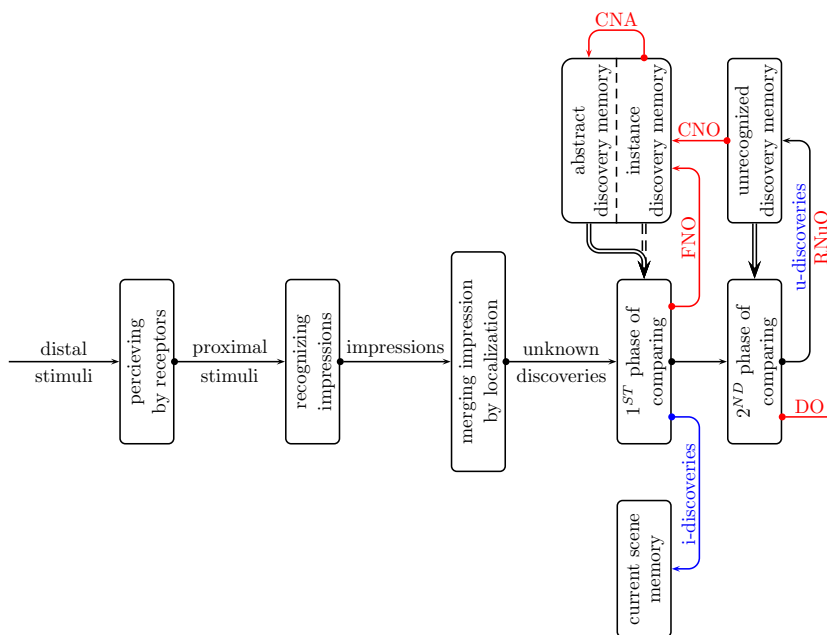 CNA
abstract
discovery memory
instance
discovery memory
unrecognized
discovery memory
CNO
FNO
u-discoveries
RNuO
distal
stimuli
percieving
by receptors
proximal
stimuli
recognizing
impressions
impressions
merging impression
by localization
unknown
discoveries
1ST phase of
comparing
2ND phase of
comparing
DO
i-discoveries
current scene
memory